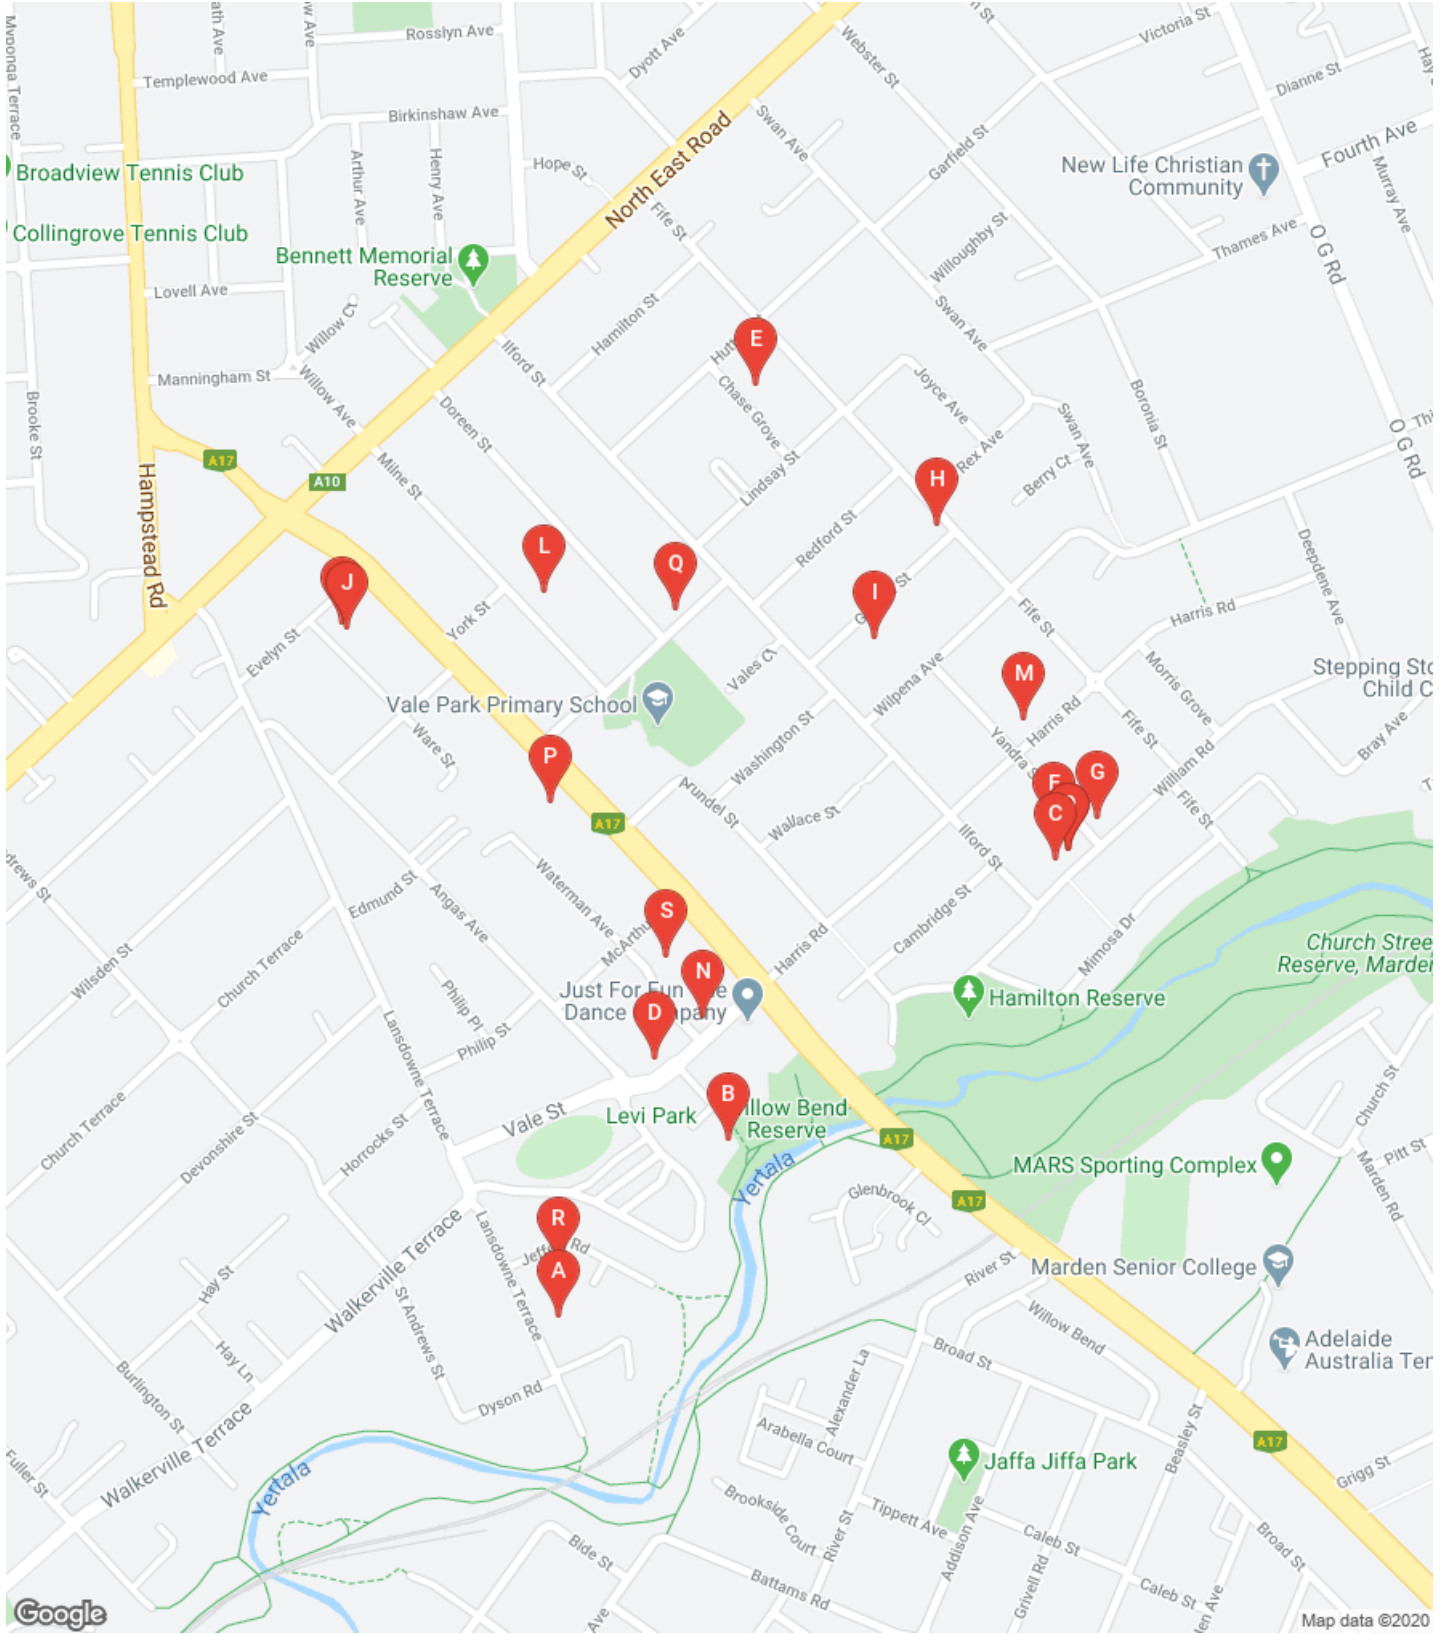 Myponga Terrace
Rosslyn Ave
Dyott Ave
Webster St
Victoria St
Templewood Ave
Dianne St
Birkinshaw Ave
Arthur Ave
Henry Ave
Hope St
Swan Ave
Garfield St
New Life Christian
Community
Fourth Ave
Murray Ave
Broadview Tennis Club
North East Road
Fife St
Collingrove Tennis Club
Willoughby St
Thames Ave
O G Rd
Bennett Memorial
Reserve
Lovell Ave
Willow Ct
Hamilton St
Swan Ave
Ilford St
E
Manningham St
Willow Ave
Chase Grove
Joyce Ave
Boronia St
Brooke St
Doreen St
Swan Ave
O G Rd
A17
Milne St
Lindsay St
Rex Ave
Berry Ct
A10
H
Hampstead Rd
Redford St
Deepdene Ave
L
Q
J
I
York St
Fife St
Harris Rd
Evelyn St
Vales Ct
Wilpena Ave
M
Morris Grove
Stepping Sto
Child C
Vale Park Primary School
Harris Rd
Fife St
Bray Ave
Ware St
Washington St
P
G
William Rd
Arundel St
A17
Wallace St
C
Fife St
Ilford St
Waterman Ave
Edmund St
Angas Ave
Cambridge St
S
McArthur
Harris Rd
Mimosa Dr
Church Stree
Reserve, Marden
Wilsden St
Church Terrace
N
Just For Fun
Dance
Hamilton Reserve
Philip Pl
D
Philip St
Lansdowne Terrace
Church St
B
Levi Park
Vale St
Reserve
A17
Church Terrace
Devonshire St
Horrocks St
Pitt St
MARS Sporting Complex
Yertala
Marden Rd
Glenbrook Cl
A17
R
Lansdowne Terrace
Walkerville Terrace
A
River St
Marden Senior College
Hay St
St Andrews St
Willow Bend
Hay Ln
Adelaide
Australia Ten
Broad St
Burlington St
Alexander La
Dyson Rd
Arabella Court
Beasley St
Walkerville Terrace
A17
Fuller St
Yertala
Jaffa Jiffa Park
Grigg St
Brookside Court
Tippett Ave
River St
Addison Ave
Caleb St
Bide St
Broad St
Battams Rd
Grivell Rd
Caleb St
Google
Map data ©2020